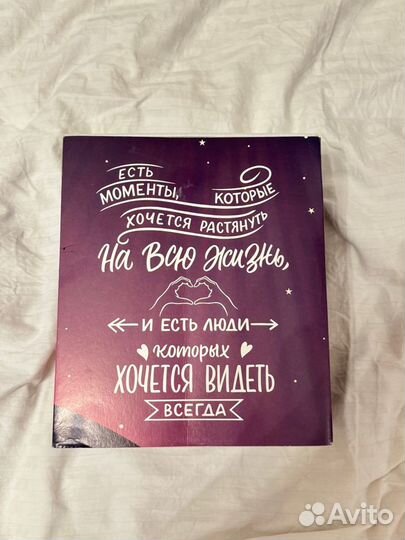 ЕСТЬ
МОМЕНТЫ, КОТОРЫЕ
ХОЧЕТСЯ РАСТЯНУТЬ
НА ВСЮ ЖИЗНЬ,
И ЕСТЬ ЛЮДИ
которых
ХОЧЕТСЯ ВИДЕТЬ
ВСЕГДА
Avito